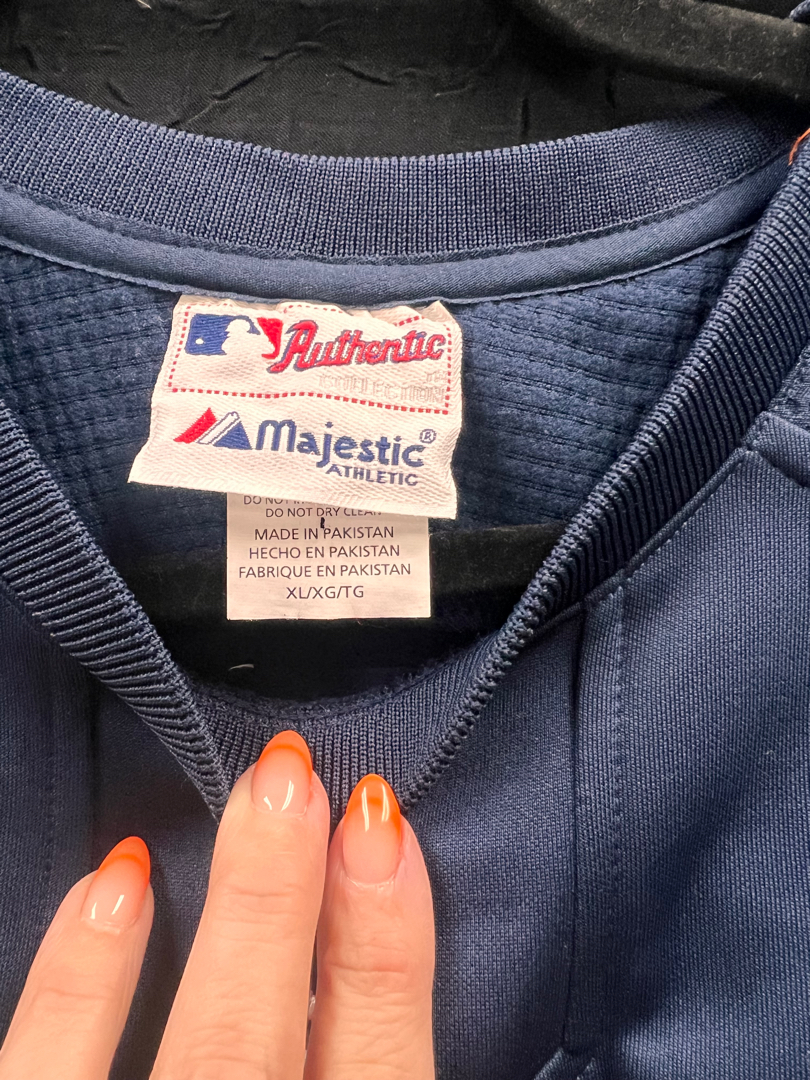 Authentic
COLLECTION
Majestic®
ATHLETIC
DO NOT DRY CLEAN
MADE IN PAKISTAN
HECHO EN PAKISTAN
FABRIQUE EN PAKISTAN
XL/XG/TG